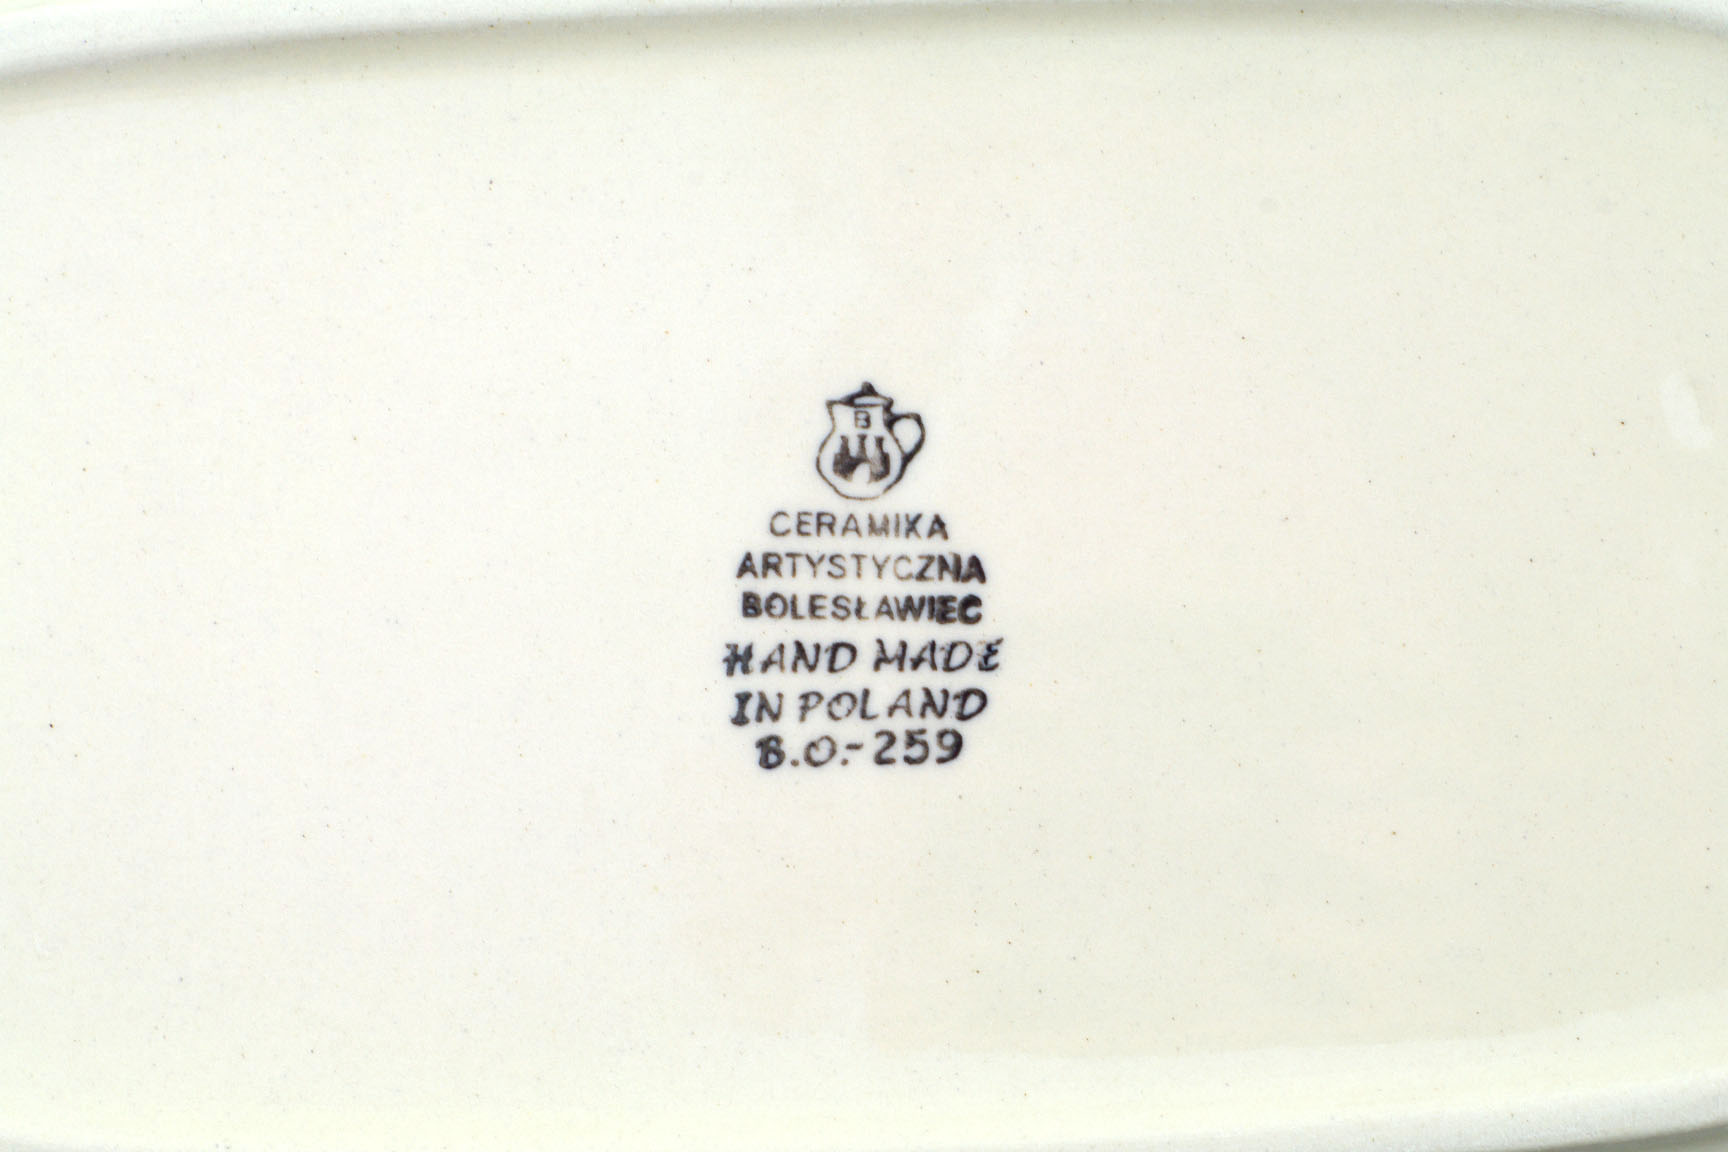 B
CERAMIKA
ARTYSTYCZNA
BOLESŁAWIEC
HAND MADE
IN POLAND
B.O.-259